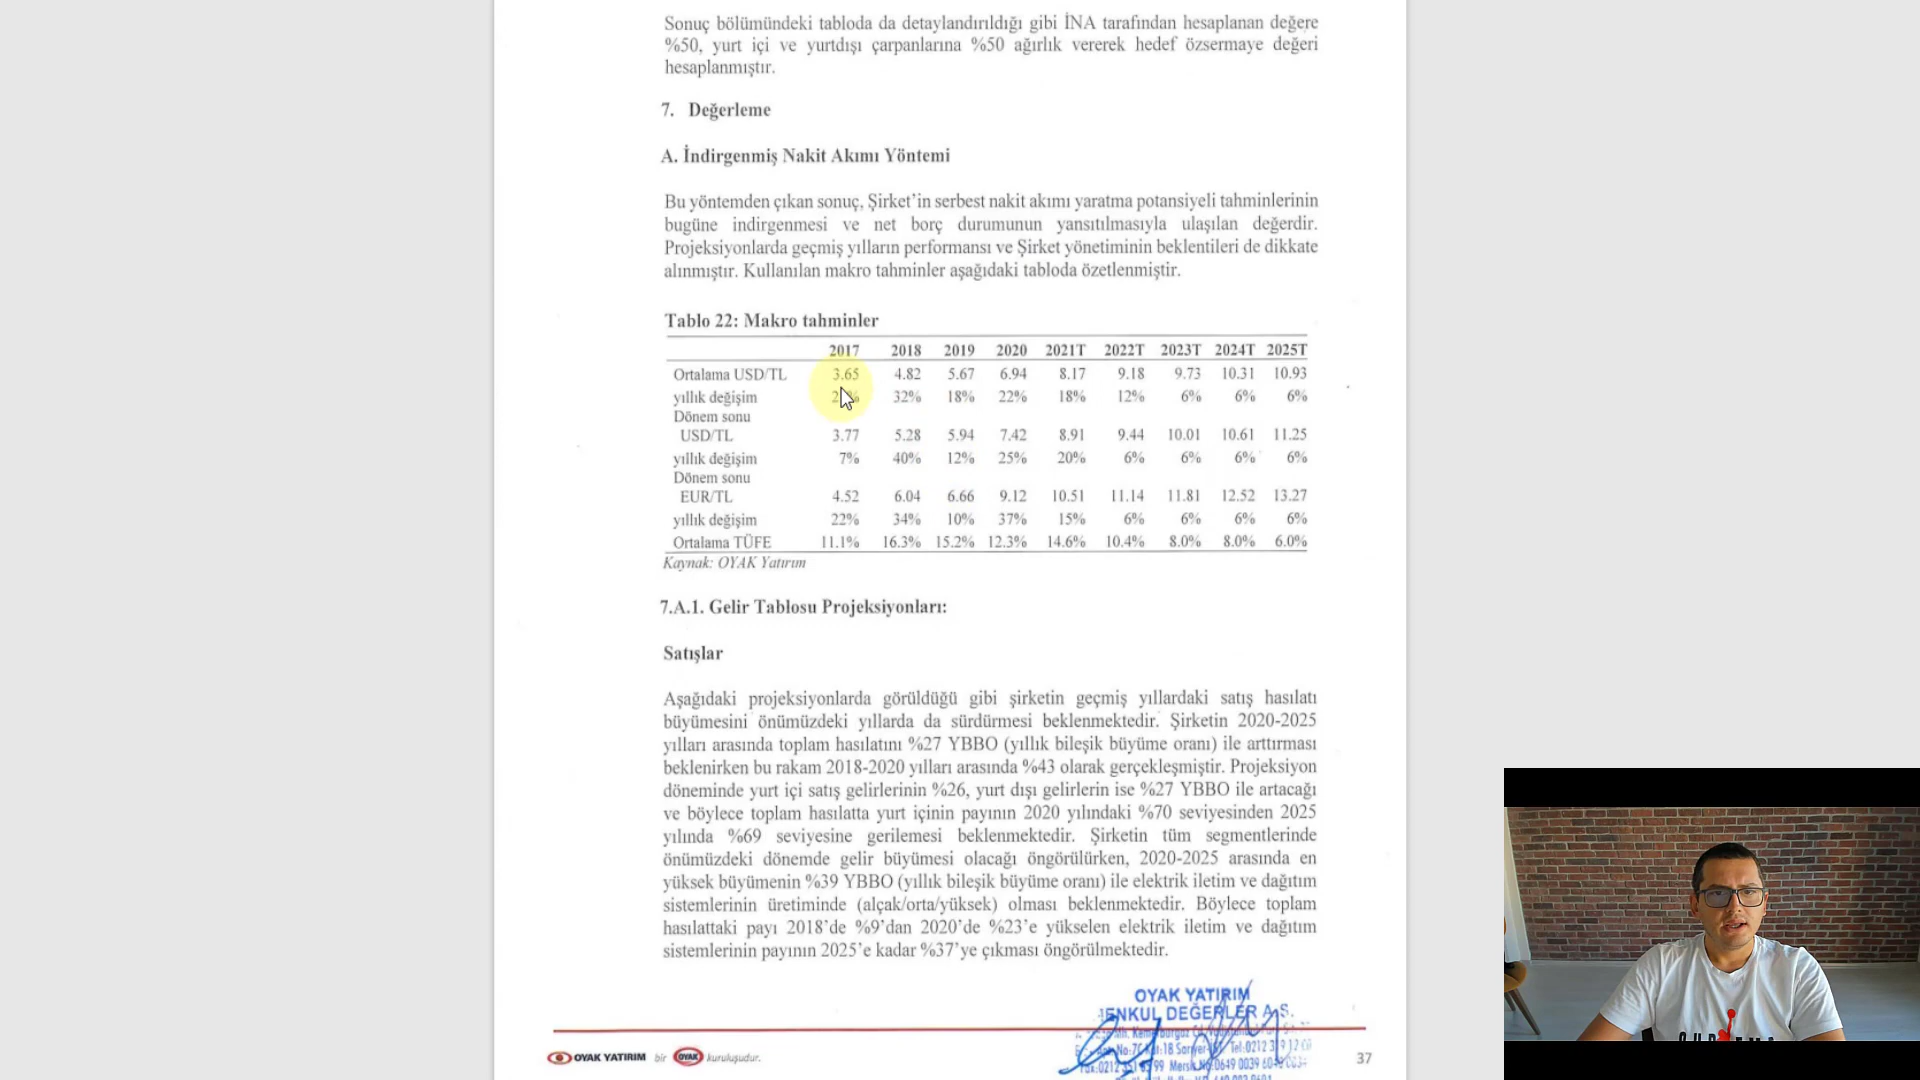 Sonuç bölümündeki tabloda da detaylandırıldığı gibi İNA tarafından hesaplanan değere
%50, yurt içi ve yurtdışı çarpanlarına %50 ağırlık vererek hedef özsermaye değeri
hesaplanmıştır.
7. Değerleme
A. İndirgenmiş Nakit Akımı Yöntemi
Bu yöntemden çıkan sonuç, Şirket'in serbest nakit akımı yaratma potansiyeli tahminlerinin
bugüne indirgenmesi ve net borç durumunun yansıtılmasıyla ulaşılan değerdir.
Projeksiyonlarda geçmiş yılların performansı ve Şirket yönetiminin beklentileri de dikkate
alınmıştır. Kullanılan makro tahminler aşağıdaki tabloda özetlenmiştir.
Tablo 22: Makro tahminler
2017 2018 2019 2020 2021T 2022T 2023T 2024T 2025T
Ortalama USD/TL 3.65 4.82 5.67 6.94 8.17 9.18 9.73 10.31 10.93
yıllık değişim 32% 18% 22% 18% 12% 6% 6% 6%
Dönem sonu
USD/TL 3.77 5.28 5.94 7.42 8.91 9.44 10.01 10.61 11.25
yıllık değişim 7% 40% 12% 25% 20% 6% 6% 6% 6%
Dönem sonu
EUR/TL 4.52 6.04 6.66 9.12 10.51 11.14 11.81 12.52 13.27
yıllık değişim 22% 34% 10% 37% 15% 6% 6% 6% 6%
Ortalama TÜFE 11.1% 16.3% 15.2% 12.3% 14.6% 10.4% 8.0% 8.0% 6.0%
Kaynak: OYAK Yatırım
7.A.1. Gelir Tablosu Projeksiyonları:
Satışlar
Aşağıdaki projeksiyonlarda görüldüğü gibi şirketin geçmiş yıllardaki satış hasılatı
büyümesini önümüzdeki yıllarda da sürdürmesi beklenmektedir. Şirketin 2020-2025
yılları arasında toplam hasılatını %27 YBBO (yıllık bileşik büyüme oranı) ile arttırması
beklenirken bu rakam 2018-2020 yılları arasında %43 olarak gerçekleşmiştir. Projeksiyon
döneminde yurt içi satış gelirlerinin %26, yurt dışı gelirlerin ise %27 YBBO ile artacağı
ve böylece toplam hasılatta yurt içinin payının 2020 yılındaki %70 seviyesinden 2025
yılında %69 seviyesine gerilemesi beklenmektedir. Şirketin tüm segmentlerinde
önümüzdeki dönemde gelir büyümesi olacağı öngörülürken, 2020-2025 arasında en
yüksek büyümenin %39 YBBO (yıllık bileşik büyüme oranı) ile elektrik iletim ve dağıtım
sistemlerinin üretiminde (alçak/orta/yüksek) olması beklenmektedir. Böylece toplam
hasılattaki payı 2018'de %9'dan 2020'de %23'e yükselen elektrik iletim ve dağıtım
sistemlerinin payının 2025'e kadar %37'ye çıkması öngörülmektedir.
OYAK YATIRIM
MENKUL DEĞERLER A.Ş.
OYAK YATIRIM bir OYAK kuruluşudur.
37